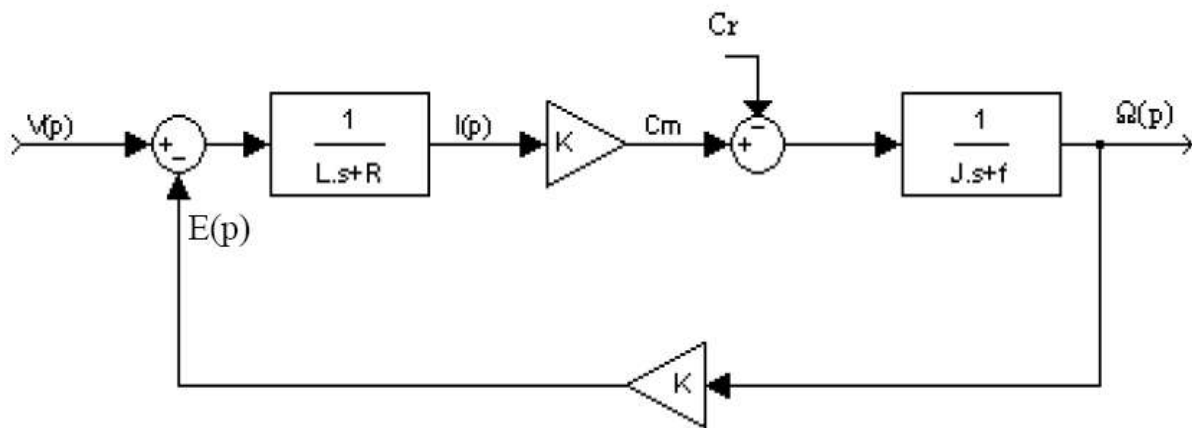 Cr
V(p)
+
-
1
L.s+R
I(p)
K
Cm
+
-
1
J.s+f
Ω(p)
E(p)
K